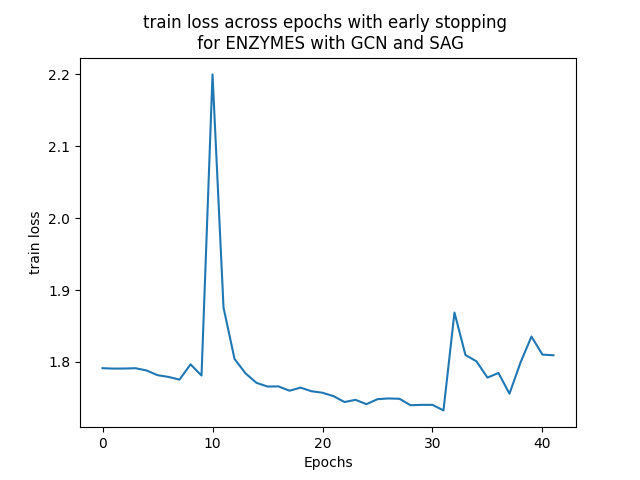 train loss across epochs with early stopping
for ENZYMES with GCN and SAG
2.2
2.1
2.0
1.9
1.8
train loss
0
10
20
30
40
Epochs